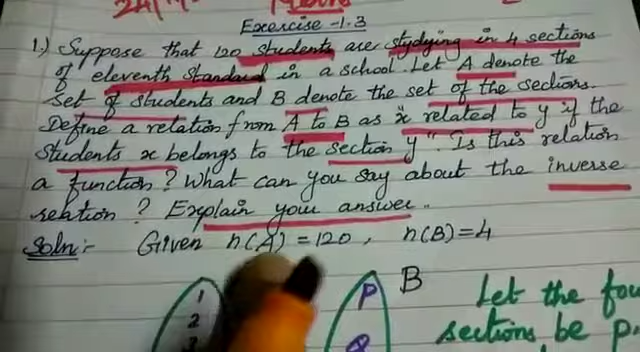 Exercise-1.3
1.) Suppose that 120 students are studying in 4 sections
of eleventh standard in a school. Let A denote the
set of students and B denote the set of the sections.
Define a relation from A to B as "x related to y if the
students x belongs to the section y". Is this relation
a function? What can you say about the inverse
relation? Explain your answer.
Soln:- Given n(A)=120, n(B)=4
B
1
P
Let the
2
sections be p